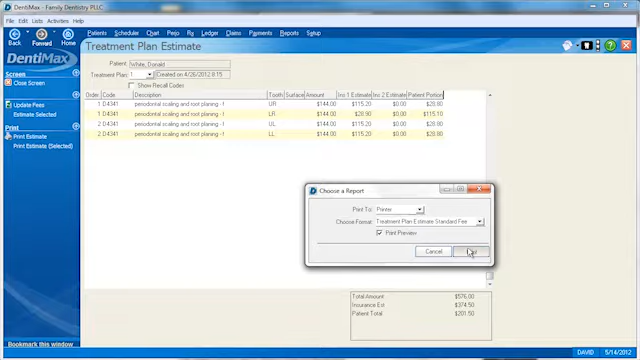 DentiMax - Family Dentistry PLLC
File Edit Lists Activities Help
Back Forward Home
Patients Scheduler Chart Perio Rx Ledger Claims Payments Reports Setup
DentiMax
Treatment Plan Estimate
Patient: White, Donald
Treatment Plan: 1 Created on 4/26/2012 8:15
Show Recall Codes
Screen
Close Screen
Update Fees
Estimate Selected
Print
Print Estimate
Print Estimate (Selected)
Order Code Description Tooth Surface Amount Ins 1 Estimate Ins 2 Estimate Patient Portion
1 D4341 periodontal scaling and root planing - f UR $144.00 $115.20 $0.00 $28.80
1 D4341 periodontal scaling and root planing - f LR $144.00 $28.90 $0.00 $115.10
2 D4341 periodontal scaling and root planing - f UL $144.00 $115.20 $0.00 $28.80
2 D4341 periodontal scaling and root planing - f LL $144.00 $115.20 $0.00 $28.80
Choose a Report
Print To: Printer
Choose Format: Treatment Plan Estimate Standard Fee
Print Preview
Cancel
Total Amount $576.00
Insurance Est $374.50
Patient Total $201.50
Bookmark this window
DAVID 5/14/2012